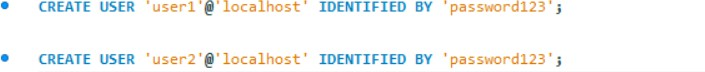 CREATE USER 'user1'@'localhost' IDENTIFIED BY 'password123';
CREATE USER 'user2'@'localhost' IDENTIFIED BY 'password123';